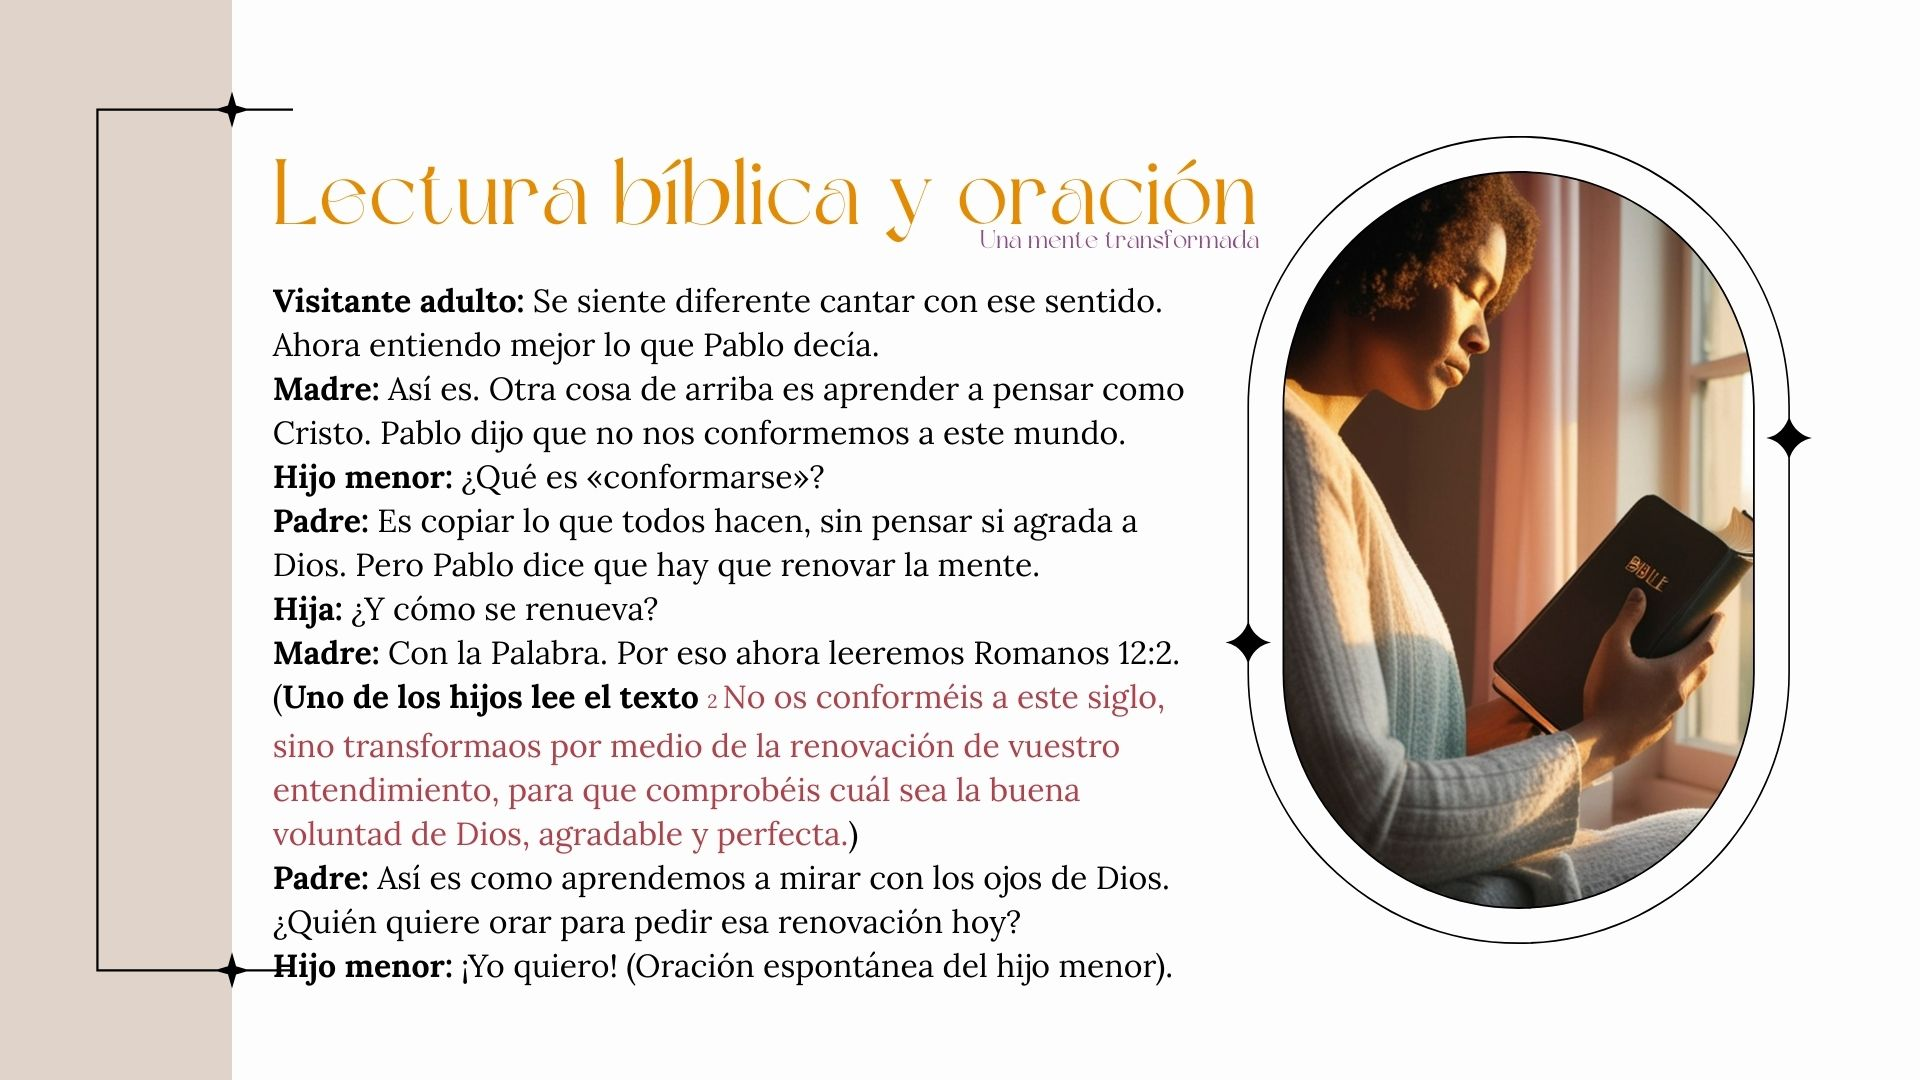 Lectura bíblica y oración
Una mente transformada
Visitante adulto: Se siente diferente cantar con ese sentido.
Ahora entiendo mejor lo que Pablo decía.
Madre: Así es. Otra cosa de arriba es aprender a pensar como
Cristo. Pablo dijo que no nos conformemos a este mundo.
Hijo menor: ¿Qué es «conformarse»?
Padre: Es copiar lo que todos hacen, sin pensar si agrada a
Dios. Pero Pablo dice que hay que renovar la mente.
Hija: ¿Y cómo se renueva?
Madre: Con la Palabra. Por eso ahora leeremos Romanos 12:2.
(Uno de los hijos lee el texto 2 No os conforméis a este siglo,
sino transformaos por medio de la renovación de vuestro
entendimiento, para que comprobéis cuál sea la buena
voluntad de Dios, agradable y perfecta.)
Padre: Así es como aprendemos a mirar con los ojos de Dios.
¿Quién quiere orar para pedir esa renovación hoy?
Hijo menor: ¡Yo quiero! (Oración espontánea del hijo menor).
BIBLE